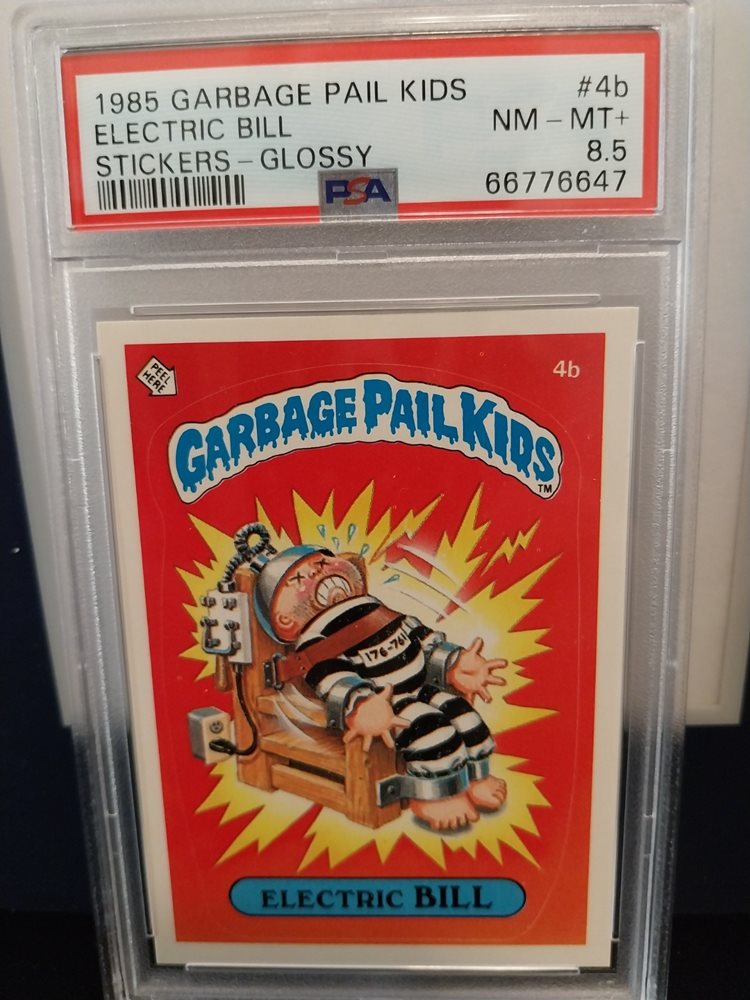 1985 GARBAGE PAIL KIDS #4b
ELECTRIC BILL NM - MT+
STICKERS - GLOSSY 8.5
PSA 66776647
PEEL HERE
4b
GARBAGE PAIL KIDS
TM
176-761
ELECTRIC BILL